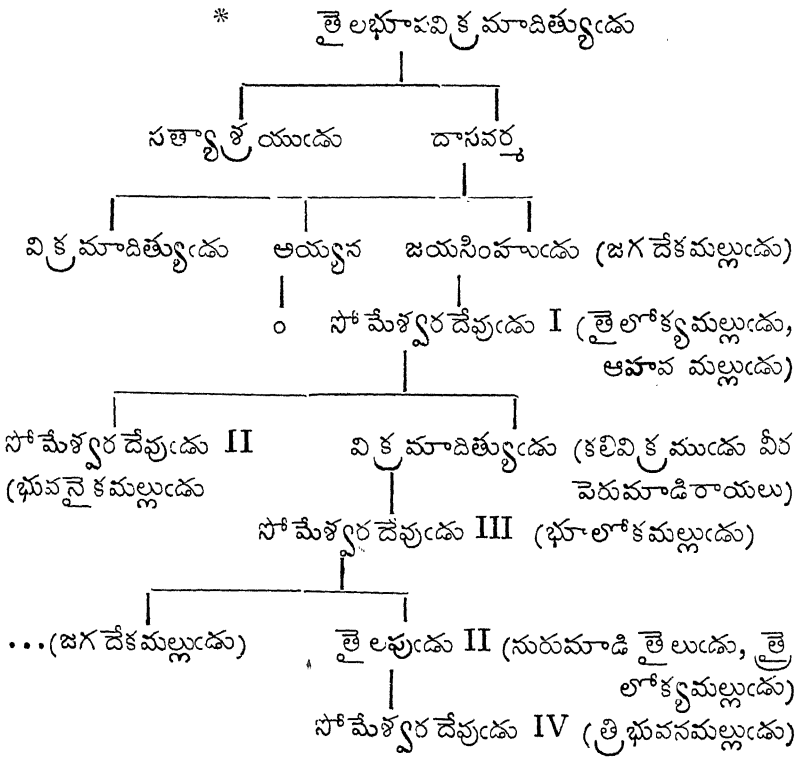 * తైలభూపవిక్రమాదిత్యుఁడు
సత్యాశ్రయుఁడు దాసవర్మ
విక్రమాదిత్యుఁడు అయ్యన జయసింహుఁడు (జగదేకమల్లుఁడు)
౦ సోమేశ్వరదేవుఁడు I (తైలోక్యమల్లుఁడు,
ఆహవ మల్లుఁడు)
సోమేశ్వరదేవుఁడు II విక్రమాదిత్యుఁడు (కలివిక్రముఁడు వీర
(భువనైకమల్లుఁడు పెరుమాడిరాయలు)
సోమేశ్వరదేవుఁడు III (భూలోకమల్లుఁడు)
...(జగదేకమల్లుఁడు) తైలపుఁడు II (నురుమాడి తైలుఁడు, త్రై
లోక్యమల్లుఁడు)
సోమేశ్వరదేవుఁడు IV (త్రిభువనమల్లుఁడు)